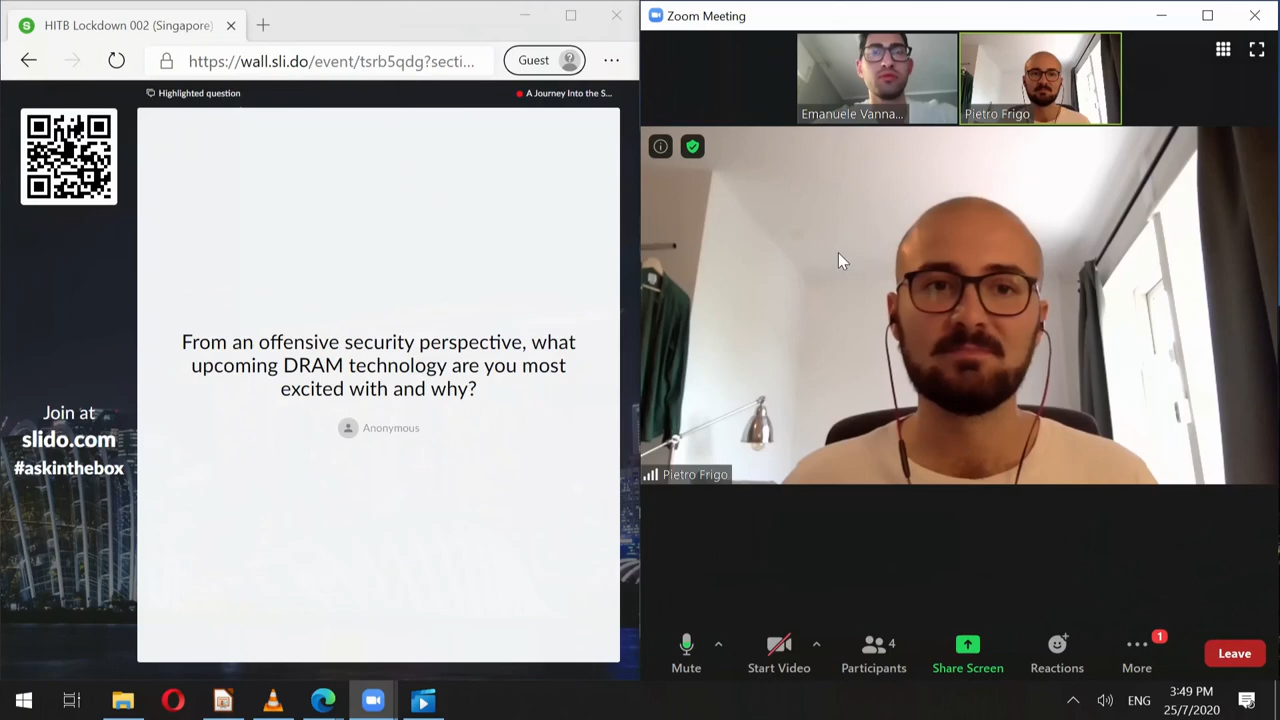 HITB Lockdown 002 (Singapore)
https://wall.sli.do/event/tsrb5qdg?secti...
Guest
Highlighted question
A Journey Into the S...
From an offensive security perspective, what
upcoming DRAM technology are you most
excited with and why?
Anonymous
Join at
slido.com
#askinthebox
Zoom Meeting
Emanuele Vanna...
Pietro Frigo
Pietro Frigo
Mute
Start Video
4
Participants
Share Screen
Reactions
1
More
Leave
ENG
3:49 PM
25/7/2020